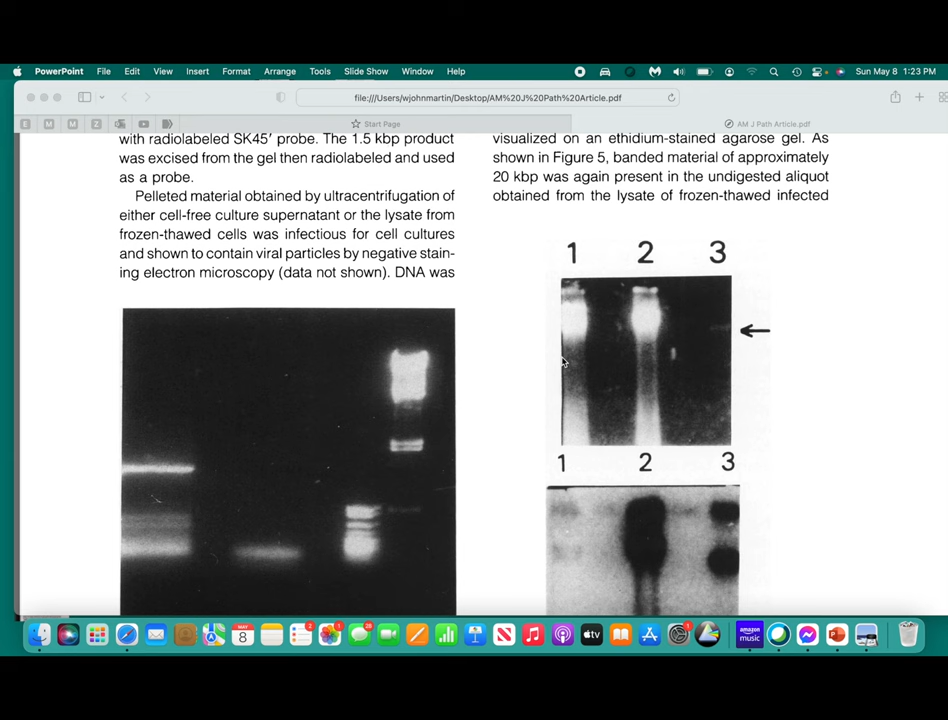 PowerPoint File Edit View Insert Format Arrange Tools Slide Show Window Help Sun May 8 1:23 PM
file:///Users/wjohnmartin/Desktop/AM%20J%20Path%20Article.pdf
E M M Z Start Page AM J Path Article.pdf
with radiolabeled SK45′ probe. The 1.5 kbp product
was excised from the gel then radiolabeled and used
as a probe.
Pelleted material obtained by ultracentrifugation of
either cell-free culture supernatant or the lysate from
frozen-thawed cells was infectious for cell cultures
and shown to contain viral particles by negative stain-
ing electron microscopy (data not shown). DNA was
visualized on an ethidium-stained agarose gel. As
shown in Figure 5, banded material of approximately
20 kbp was again present in the undigested aliquot
obtained from the lysate of frozen-thawed infected
1 2 3
1 2 3
MAY
8
2
1
28
1
tv
amazon
music